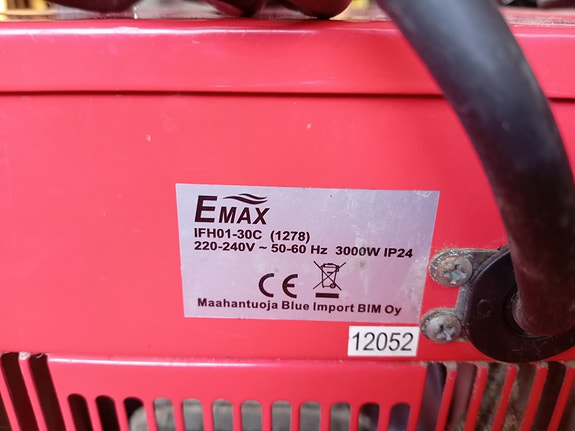 EMAX
IFH01-30C (1278)
220-240V ~ 50-60 Hz 3000W IP24
CE
Maahantuoja Blue Import BIM Oy
12052